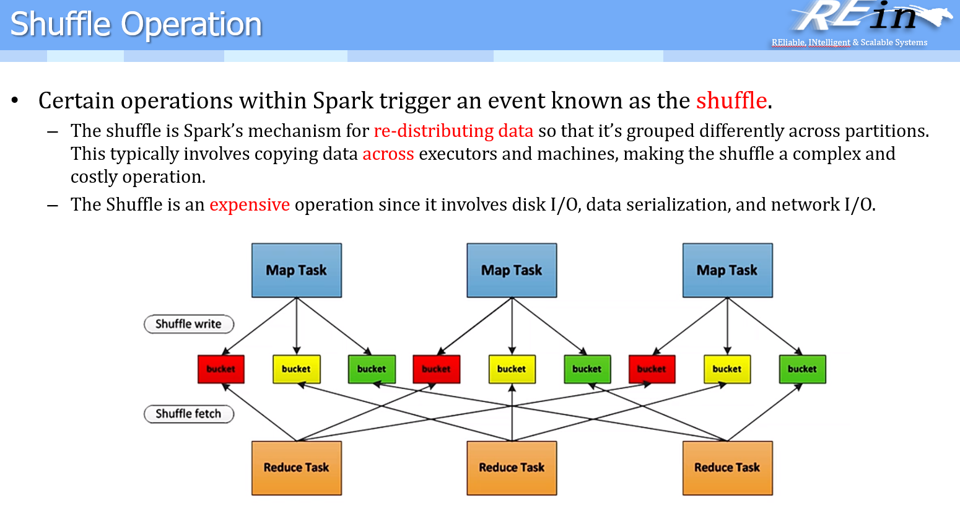 Shuffle Operation
REin
REliable, INtelligent & Scalable Systems
• Certain operations within Spark trigger an event known as the shuffle.
– The shuffle is Spark's mechanism for re-distributing data so that it's grouped differently across partitions.
This typically involves copying data across executors and machines, making the shuffle a complex and
costly operation.
– The Shuffle is an expensive operation since it involves disk I/O, data serialization, and network I/O.
Map Task Map Task Map Task
Shuffle write
bucket bucket bucket bucket bucket bucket bucket bucket bucket
Shuffle fetch
Reduce Task Reduce Task Reduce Task